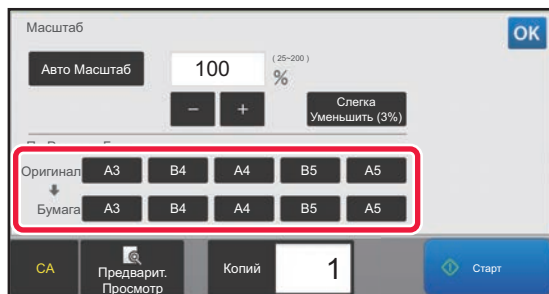 Масштаб
OK
Авто Масштаб
100
(25~200)
%
− +
Слегка
Уменьшить (3%)
Оригинал A3 B4 A4 B5 A5
Бумага A3 B4 A4 B5 A5
CA
Предварит.
Просмотр
Копий
1
Старт